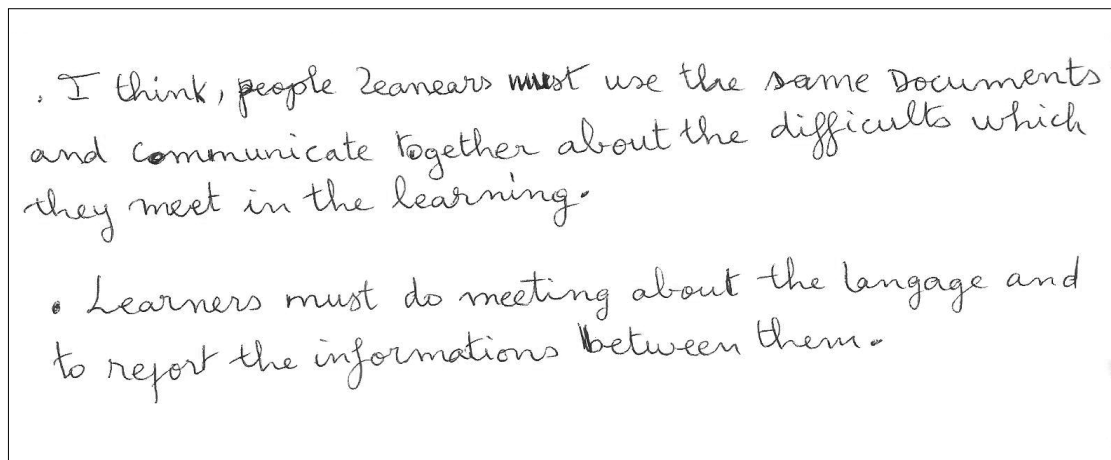 . I think, people leanears must use the same Documents
and communicate together about the difficults which
they meet in the learning.
. Learners must do meeting about the langage and
to report the informations between them.